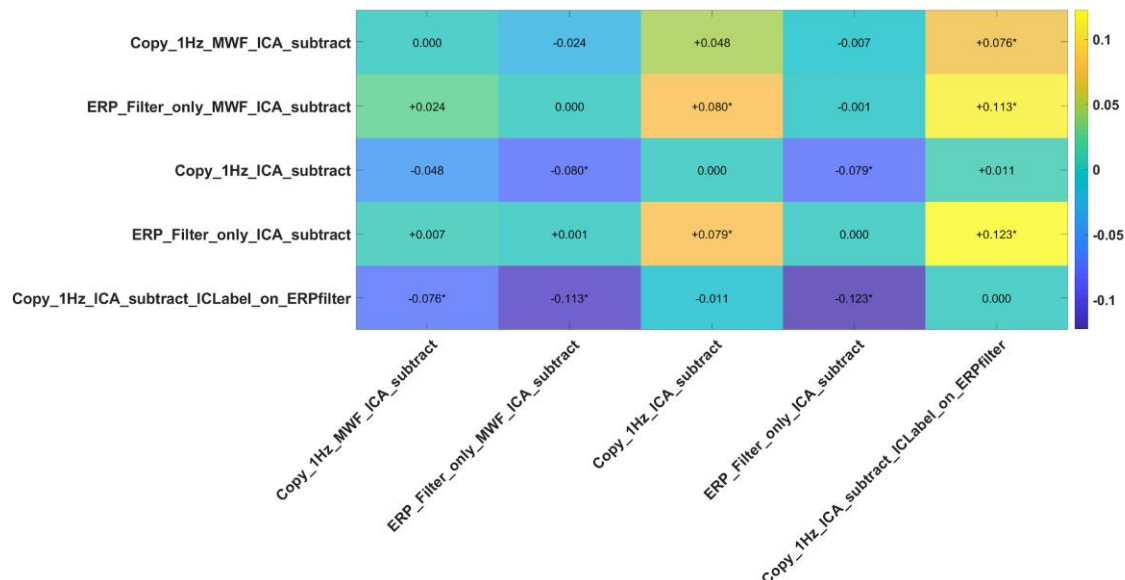 Copy_1Hz_MWF_ICA_subtract 0.000 -0.024 +0.048 -0.007 +0.076*
ERP_Filter_only_MWF_ICA_subtract +0.024 0.000 +0.080* -0.001 +0.113*
Copy_1Hz_ICA_subtract -0.048 -0.080* 0.000 -0.079* +0.011
ERP_Filter_only_ICA_subtract +0.007 +0.001 +0.079* 0.000 +0.123*
Copy_1Hz_ICA_subtract_ICLabel_on_ERPfilter -0.076* -0.113* -0.011 -0.123* 0.000
0.1
0.05
0
-0.05
-0.1
Copy_1Hz_MWF_ICA_subtract
ERP_Filter_only_MWF_ICA_subtract
Copy_1Hz_ICA_subtract
ERP_Filter_only_ICA_subtract
Copy_1Hz_ICA_subtract_ICLabel_on_ERPfilter